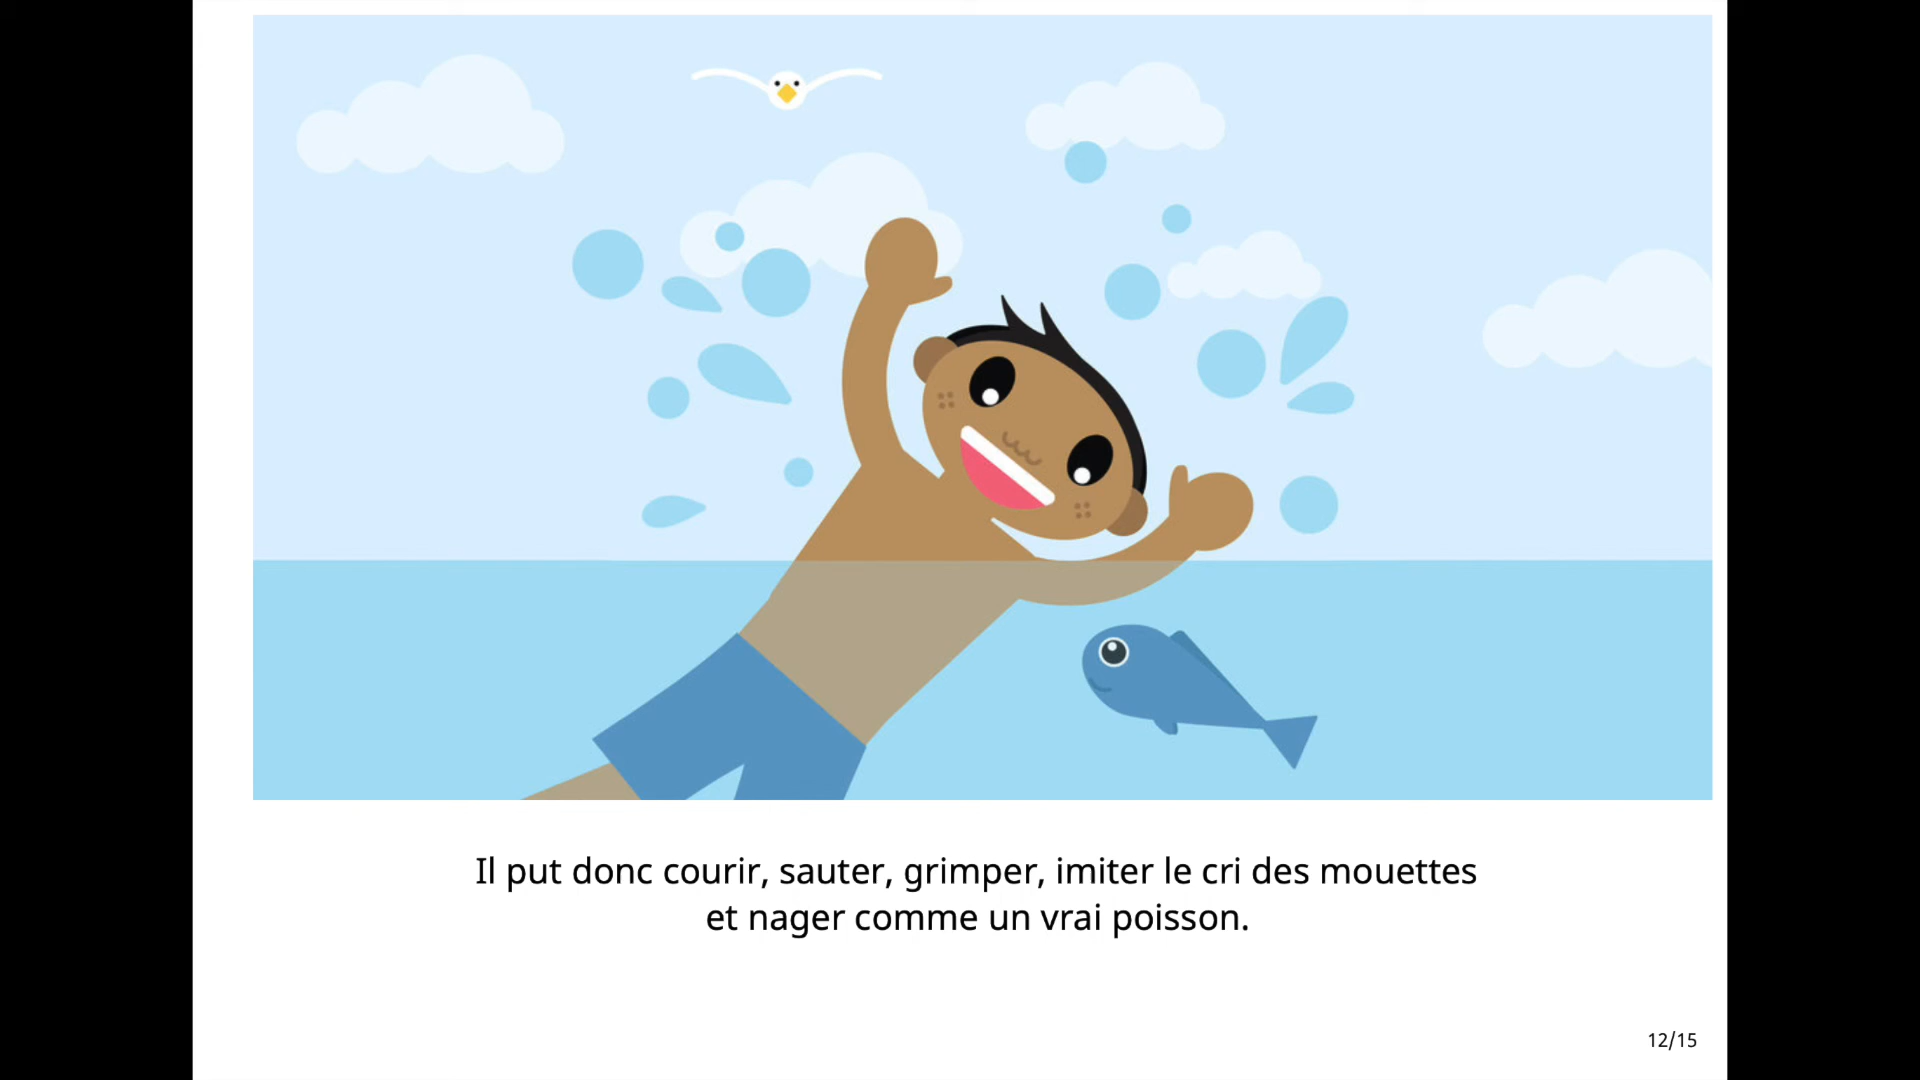 Il put donc courir, sauter, grimper, imiter le cri des mouettes
et nager comme un vrai poisson.
12/15